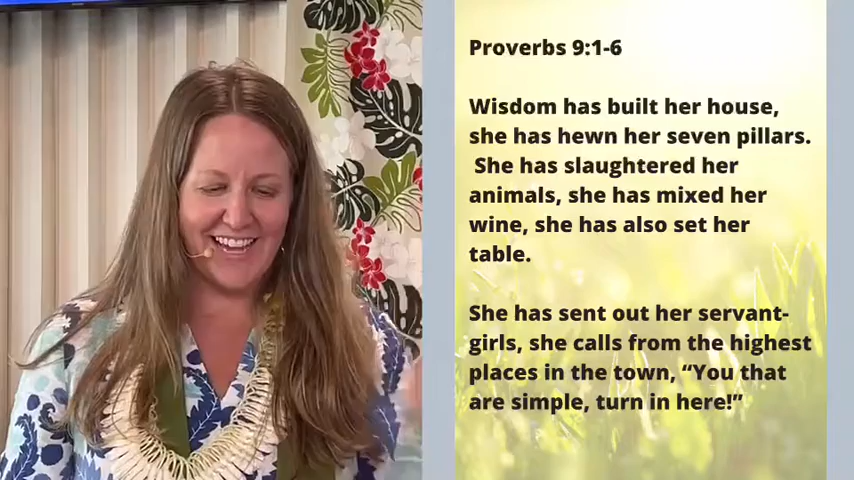 Proverbs 9:1-6
Wisdom has built her house,
she has hewn her seven pillars.
She has slaughtered her
animals, she has mixed her
wine, she has also set her
table.
She has sent out her servant-
girls, she calls from the highest
places in the town, “You that
are simple, turn in here!”